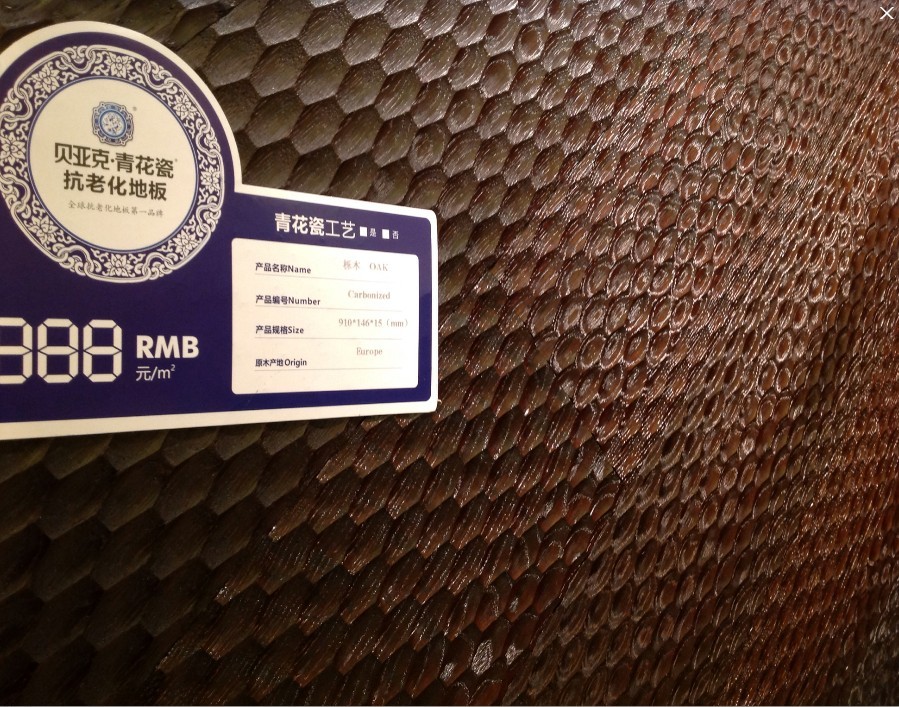 贝亚克·青花瓷®
抗老化地板
全球抗老化地板第一品牌
青花瓷工艺 是 否
产品名称Name 栎木 OAK
产品编号Number Carbonized
产品规格Size 910*146*15 (mm)
原木产地Origin Europe
RMB
元/m²